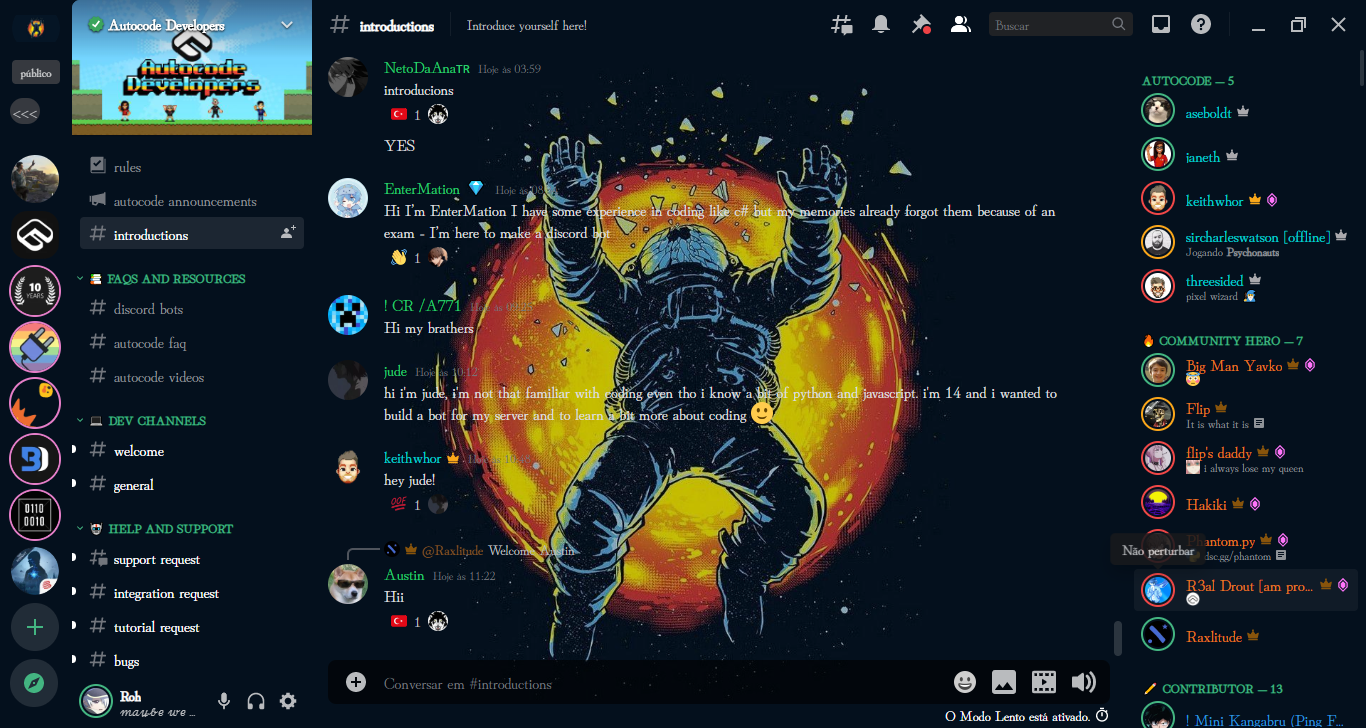 Autocode Developers
Autocode
Developers
público
<<<
10
YEARS
0110
0010
rules
autocode announcements
introductions
FAQS AND RESOURCES
discord bots
autocode faq
autocode videos
DEV CHANNELS
welcome
general
HELP AND SUPPORT
support request
integration request
tutorial request
bugs
Roh
maybe we ...
# introductions
Introduce yourself here!
Buscar
NetoDaAnaTR Hoje às 03:59
introducions
1
YES
EnterMation Hoje às
Hi I'm EnterMation I have some experience in coding like c# but my memories already forgot them because of an
exam - I'm here to make a discord bot
1
! CR /A771 Hoje às
Hi my brathers
jude Hoje às 10:12
hi i'm jude, i'm not that familiar with coding even tho i know a bit of python and javascript. i'm 14 and i wanted to
build a bot for my server and to learn a bit more about coding
keithwhor Hoje às
hey jude!
1
@Raxlitude Welcome Austin
Austin Hoje às 11:22
Hii
1
Conversar em #introductions
O Modo Lento está ativado.
AUTOCODE — 5
aseboldt
janeth
keithwhor
sircharleswatson [offline]
Jogando Psychonauts
threesided
pixel wizard
COMMUNITY HERO — 7
Big Man Yavko
Flip
It is what it is
flip's daddy
i always lose my queen
Hakiki
Phantom.py
dsc.gg/phantom
Não perturbar
R3al Drout [am pro...
Raxlitude
CONTRIBUTOR — 13
! Mini Kangabru (Ping F...